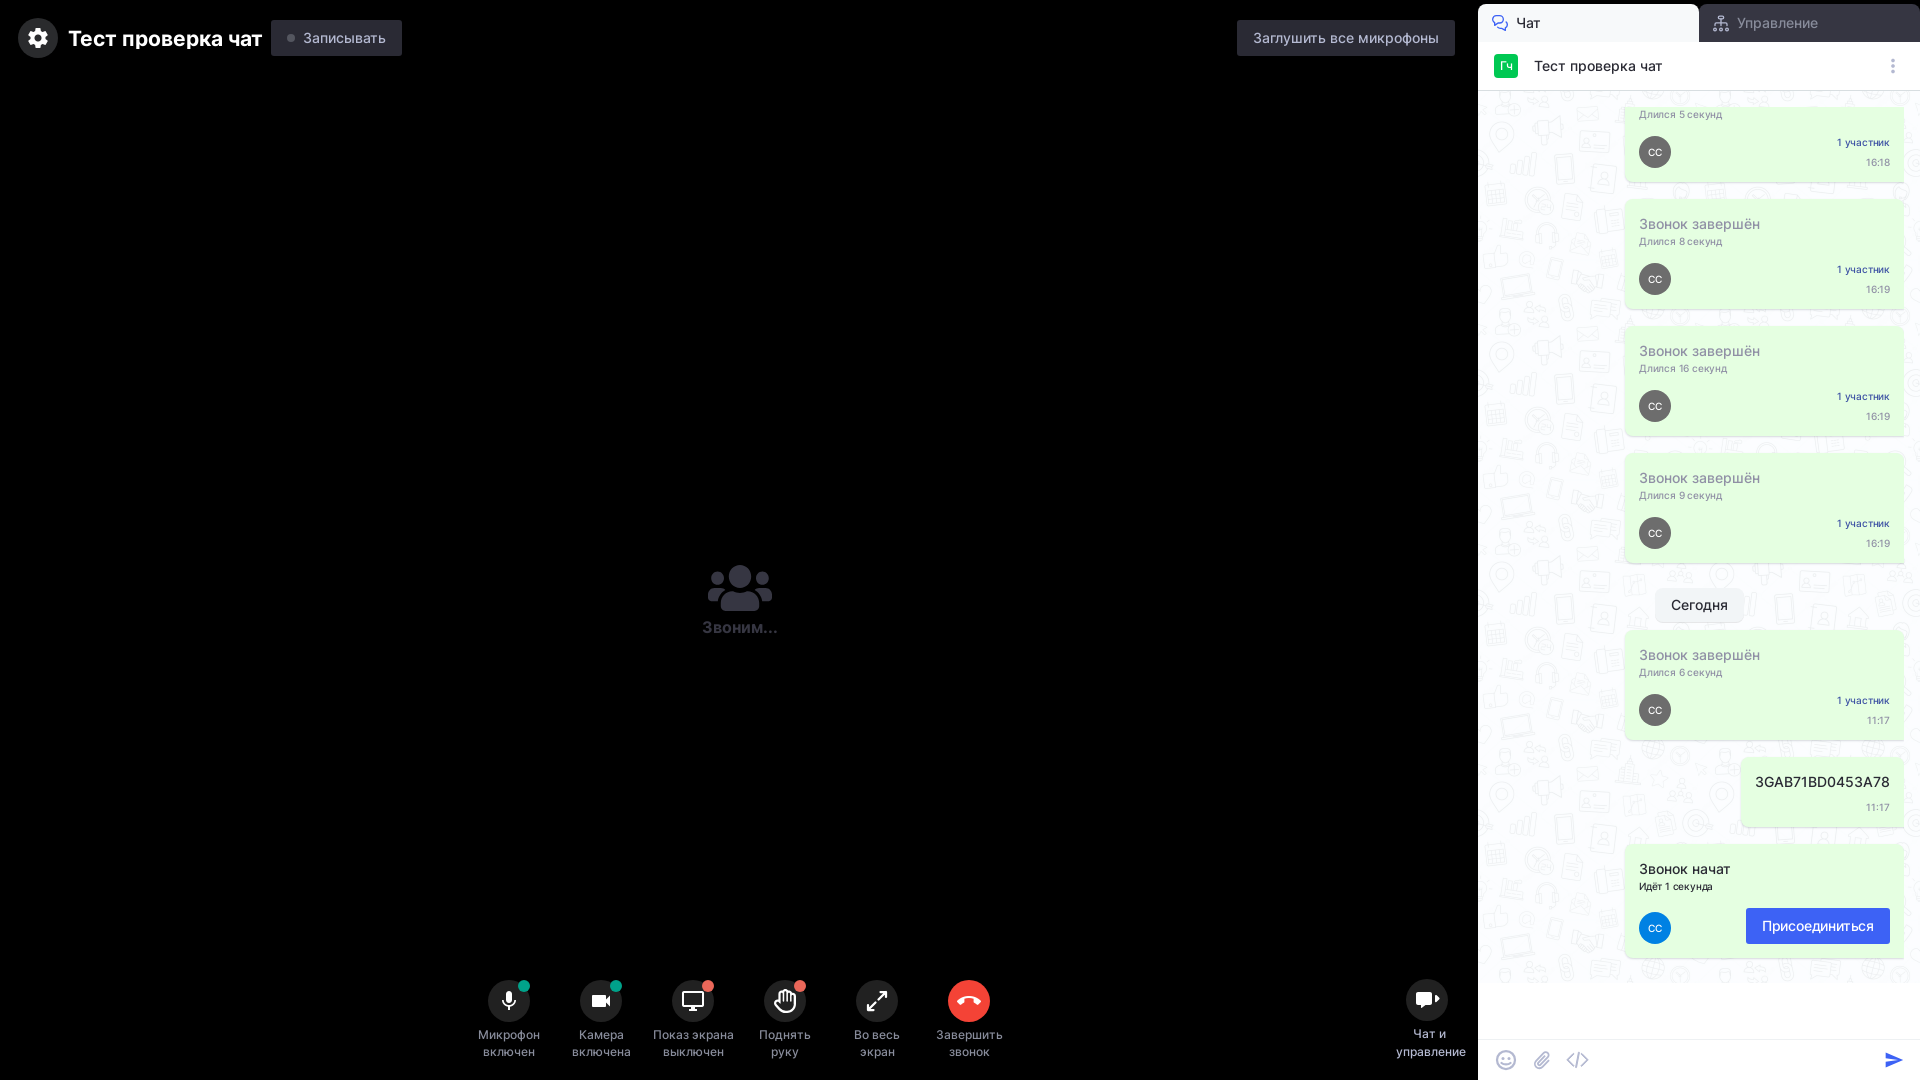 Тест проверка чат
Записывать
Заглушить все микрофоны
Звоним...
Микрофон
включен
Камера
включена
Показ экрана
выключен
Поднять
руку
Во весь
экран
Завершить
звонок
Чат и
управление
Чат
Управление
Гч
Тест проверка чат
Длился 5 секунд
СС
1 участник
16:18
Звонок завершён
Длился 8 секунд
СС
1 участник
16:19
Звонок завершён
Длился 16 секунд
СС
1 участник
16:19
Звонок завершён
Длился 9 секунд
СС
1 участник
16:19
Сегодня
Звонок завершён
Длился 6 секунд
СС
1 участник
11:17
3GAB71BD0453A78
11:17
Звонок начат
Идёт 1 секунда
СС
Присоединиться